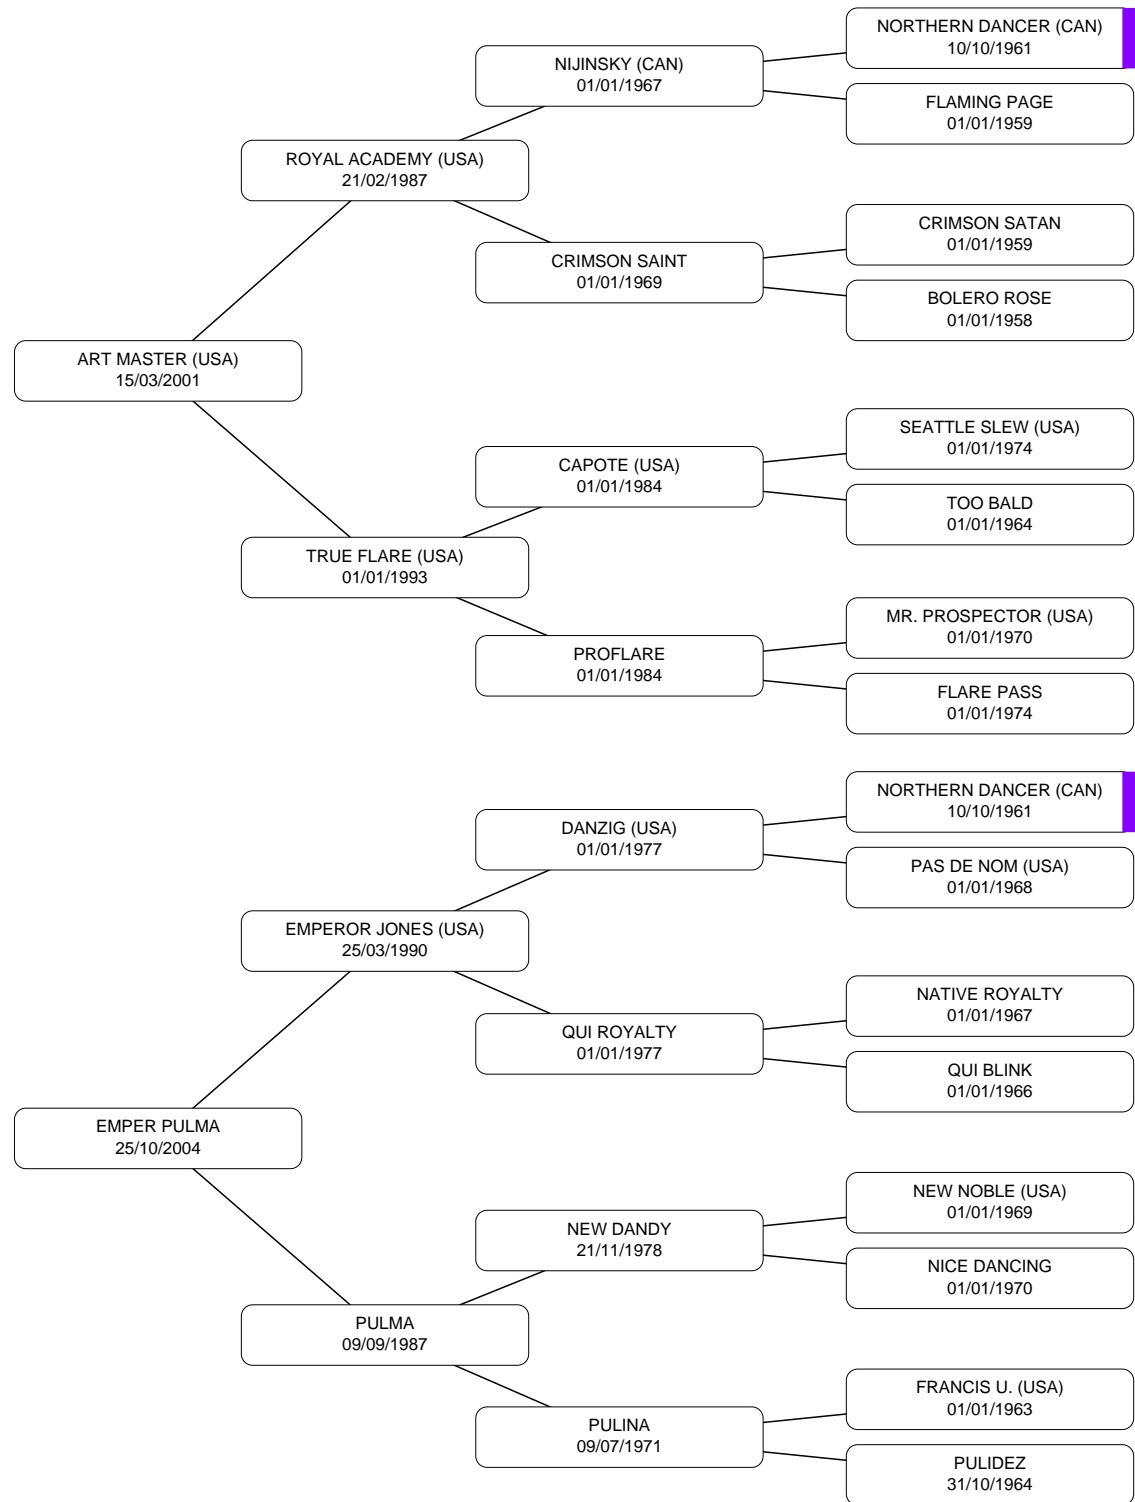 NORTHERN DANCER (CAN)
10/10/1961
NIJINSKY (CAN)
01/01/1967
FLAMING PAGE
01/01/1959
ROYAL ACADEMY (USA)
21/02/1987
CRIMSON SATAN
01/01/1959
CRIMSON SAINT
01/01/1969
BOLERO ROSE
01/01/1958
ART MASTER (USA)
15/03/2001
SEATTLE SLEW (USA)
01/01/1974
CAPOTE (USA)
01/01/1984
TOO BALD
01/01/1964
TRUE FLARE (USA)
01/01/1993
MR. PROSPECTOR (USA)
01/01/1970
PROFLARE
01/01/1984
FLARE PASS
01/01/1974
NORTHERN DANCER (CAN)
10/10/1961
DANZIG (USA)
01/01/1977
PAS DE NOM (USA)
01/01/1968
EMPEROR JONES (USA)
25/03/1990
NATIVE ROYALTY
01/01/1967
QUI ROYALTY
01/01/1977
QUI BLINK
01/01/1966
EMPER PULMA
25/10/2004
NEW NOBLE (USA)
01/01/1969
NEW DANDY
21/11/1978
NICE DANCING
01/01/1970
PULMA
09/09/1987
FRANCIS U. (USA)
01/01/1963
PULINA
09/07/1971
PULIDEZ
31/10/1964